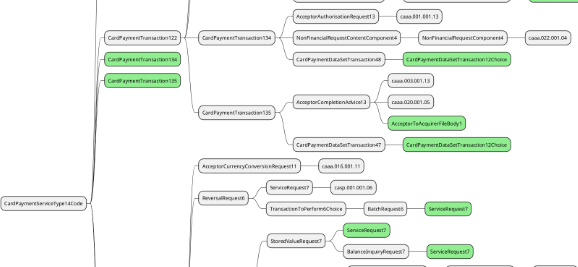 AcceptorAuthorisationRequest13
caaa.001.001.13
CardPaymentTransaction122
CardPaymentTransaction134
NonFinancialRequestContentComponent4
NonFinancialRequestComponent4
caaa.022.001.04
CardPaymentTransaction134
CardPaymentDataSetTransaction48
CardPaymentDataSetTransaction12Choice
CardPaymentTransaction135
caaa.003.001.13
AcceptorCompletionAdvice13
caaa.020.001.05
CardPaymentTransaction135
AcceptorToAcquirerFileBody1
CardPaymentDataSetTransaction47
CardPaymentDataSetTransaction12Choice
AcceptorCurrencyConversionRequest11
caaa.016.001.11
ServiceRequest7
casp.001.001.06
ReversalRequest6
CardPaymentServiceType14Code
TransactionToPerform6Choice
BatchRequest6
ServiceRequest7
ServiceRequest7
StoredValueRequest7
BalanceInquiryRequest7
ServiceRequest7